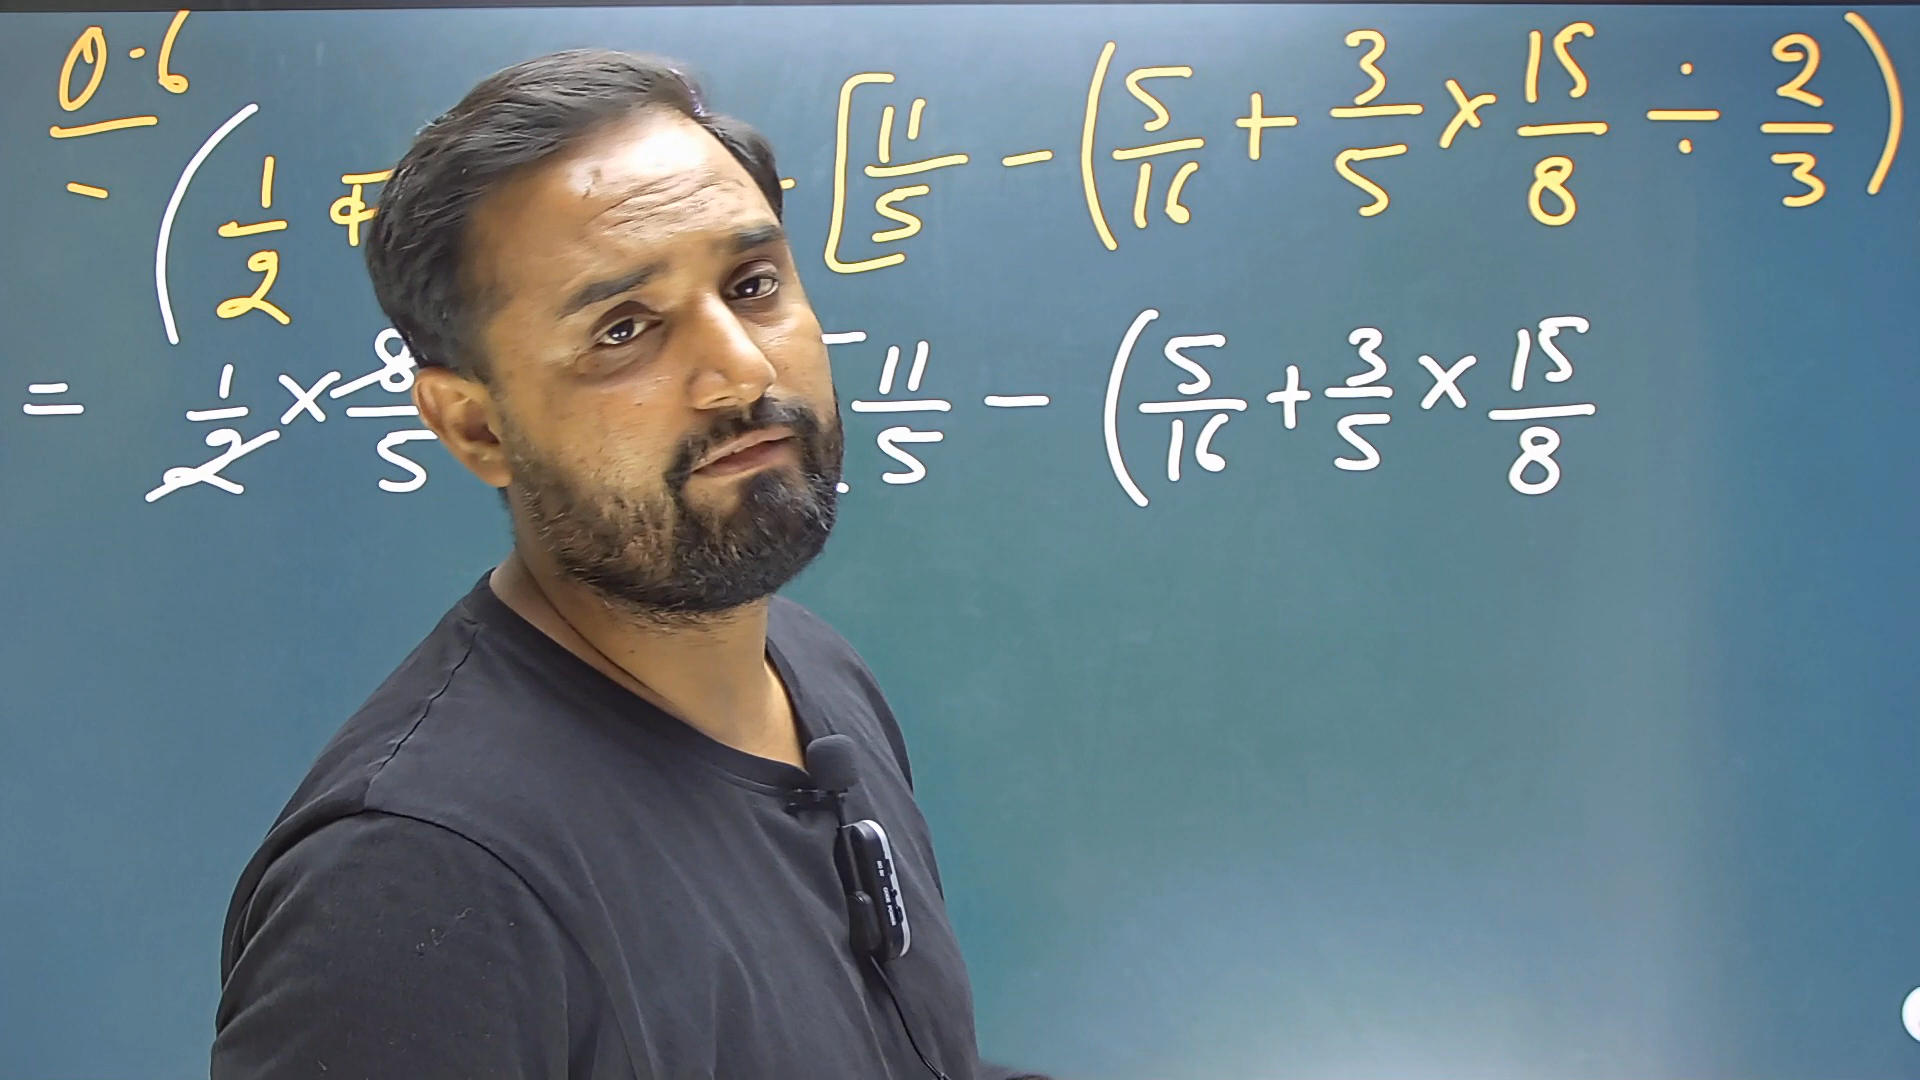 Q.6
(1/2 - [11/5 - (5/16 + 3/5 × 15/8 ÷ 2/3)
= 1/2 × 8/5 11/5 - (5/16 + 3/5 × 15/8